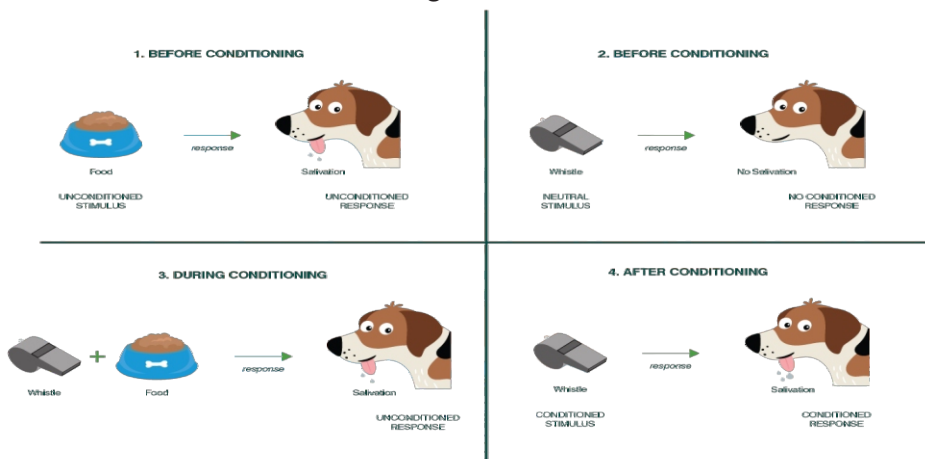 1. BEFORE CONDITIONING
response
Food
Salivation
UNCONDITIONED
STIMULUS
UNCONDITIONED
RESPONSE
2. BEFORE CONDITIONING
response
Whistle
No Salivation
NEUTRAL
STIMULUS
NO CONDITIONED
RESPONSE
3. DURING CONDITIONING
+
response
Whistle
Food
Salivation
UNCONDITIONED
RESPONSE
4. AFTER CONDITIONING
response
Whistle
Salivation
CONDITIONED
STIMULUS
CONDITIONED
RESPONSE